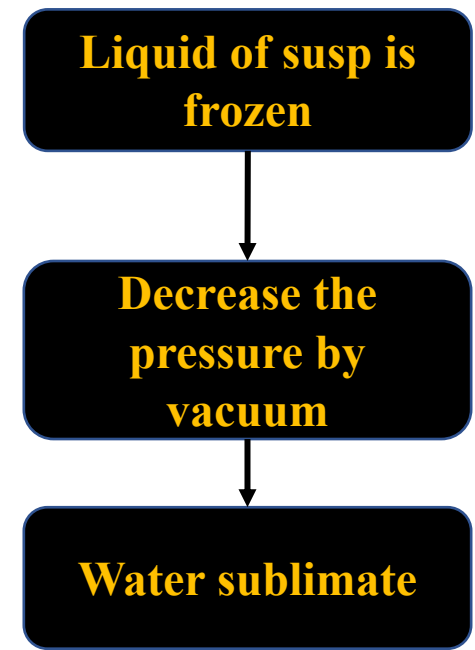 Liquid of susp is
frozen
Decrease the
pressure by
vacuum
Water sublimate